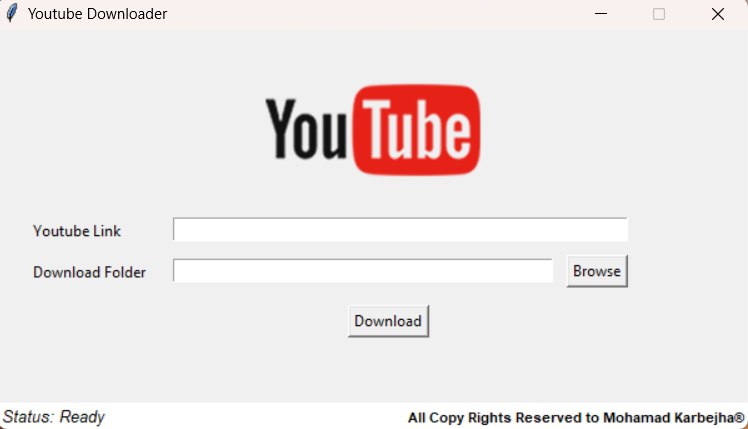 Youtube Downloader
YouTube
Youtube Link
Download Folder
Browse
Download
Status: Ready
All Copy Rights Reserved to Mohamad Karbejha®